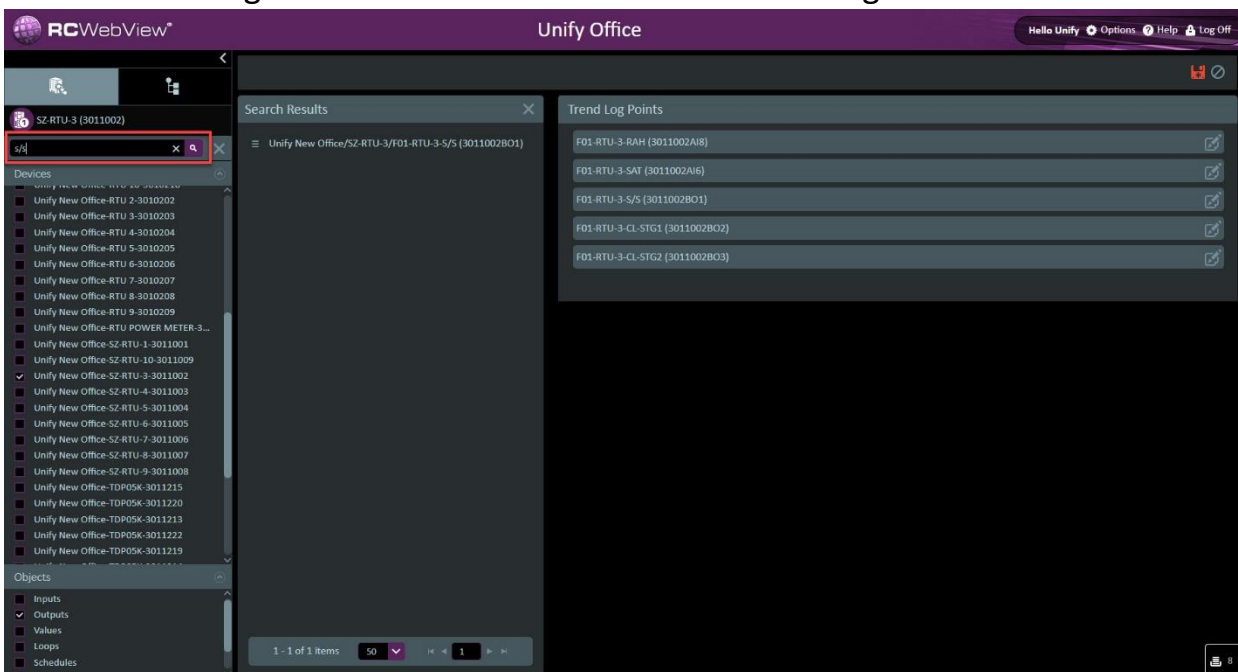 RCWebView®
Unify Office
Hello Unify Options Help Log Off
SZ-RTU-3 (3011002)
s/s
Devices
Unify New Office-RTU 2-3010202
Unify New Office-RTU 3-3010203
Unify New Office-RTU 4-3010204
Unify New Office-RTU 5-3010205
Unify New Office-RTU 6-3010206
Unify New Office-RTU 7-3010207
Unify New Office-RTU 8-3010208
Unify New Office-RTU 9-3010209
Unify New Office-RTU POWER METER-3...
Unify New Office-SZ-RTU-1-3011001
Unify New Office-SZ-RTU-10-3011009
Unify New Office-SZ-RTU-3-3011002
Unify New Office-SZ-RTU-4-3011003
Unify New Office-SZ-RTU-5-3011004
Unify New Office-SZ-RTU-6-3011005
Unify New Office-SZ-RTU-7-3011006
Unify New Office-SZ-RTU-8-3011007
Unify New Office-SZ-RTU-9-3011008
Unify New Office-TDP05K-3011215
Unify New Office-TDP05K-3011220
Unify New Office-TDP05K-3011213
Unify New Office-TDP05K-3011222
Unify New Office-TDP05K-3011219
Objects
Inputs
Outputs
Values
Loops
Schedules
Search Results
Unify New Office/SZ-RTU-3/F01-RTU-3-S/S (3011002BO1)
1 - 1 of 1 items 50 1
Trend Log Points
F01-RTU-3-RAH (3011002AI8)
F01-RTU-3-SAT (3011002AI6)
F01-RTU-3-S/S (3011002BO1)
F01-RTU-3-CL-STG1 (3011002BO2)
F01-RTU-3-CL-STG2 (3011002BO3)
8